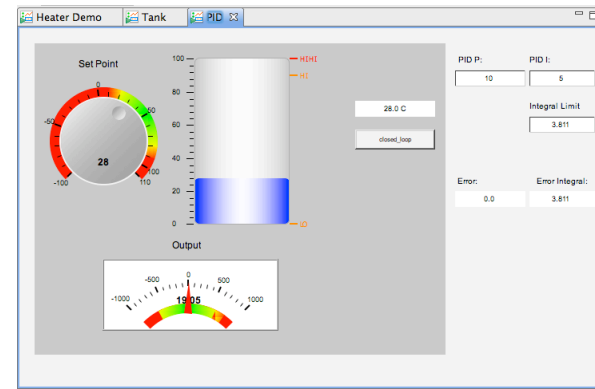 Heater Demo Tank PID
Set Point
-100
-50
0
50
100
110
28
100
80
60
40
20
0
HIHI
HI
LO
28.0 C
closed_loop
Output
-1000
-500
0
500
1000
19.05
PID P: PID I:
10 5
Integral Limit
3.811
Error: Error Integral:
0.0 3.811